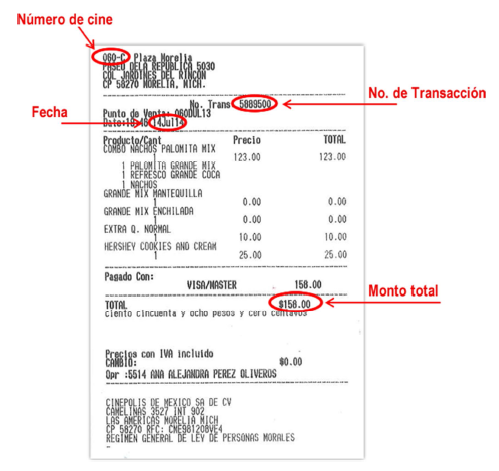 Número de cine
060-C Plaza Morelia
PASEO DELA REPUBLICA 5030
COL JARDINES DEL RINCON
CP 58270 MORELIA, MICH.
No. Trans 5889500
No. de Transacción
Punto de Venta: 060DUL13
Fecha
14Jul14
Producto/Cant Precio TOTAL
COMBO NACHOS PALOMITA MIX
1 123.00 123.00
1 PALOMITA GRANDE MIX
1 REFRESCO GRANDE COCA
1 NACHOS
GRANDE MIX MANTEQUILLA
1 0.00 0.00
GRANDE MIX ENCHILADA
1 0.00 0.00
EXTRA Q. NORMAL
1 10.00 10.00
HERSHEY COOKIES AND CREAM
1 25.00 25.00
Pagado Con:
VISA/MASTER 158.00
Monto total
TOTAL $158.00
ciento cincuenta y ocho pesos y cero centavos
Precios con IVA incluido
CAMBIO: $0.00
Opr :5514 ANA ALEJANDRA PEREZ OLIVEROS
CINEPOLIS DE MEXICO SA DE CV
CAMELINAS 3527 INT 902
LAS AMERICAS MORELIA MICH
CP 58270 RFC: CME981208VE4
REGIMEN GENERAL DE LEY DE PERSONAS MORALES